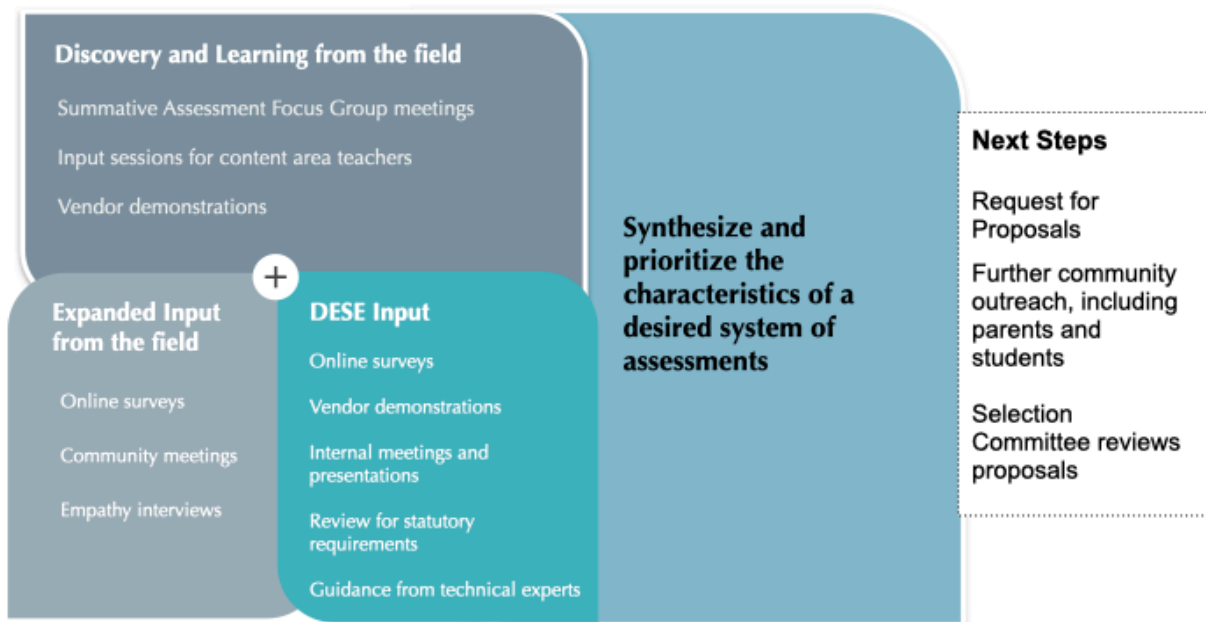 Discovery and Learning from the field
Summative Assessment Focus Group meetings
Input sessions for content area teachers
Vendor demonstrations
+
Expanded Input
from the field
Online surveys
Community meetings
Empathy interviews
DESE Input
Online surveys
Vendor demonstrations
Internal meetings and
presentations
Review for statutory
requirements
Guidance from technical experts
Synthesize and
prioritize the
characteristics of a
desired system of
assessments
Next Steps
Request for
Proposals
Further community
outreach, including
parents and
students
Selection
Committee reviews
proposals